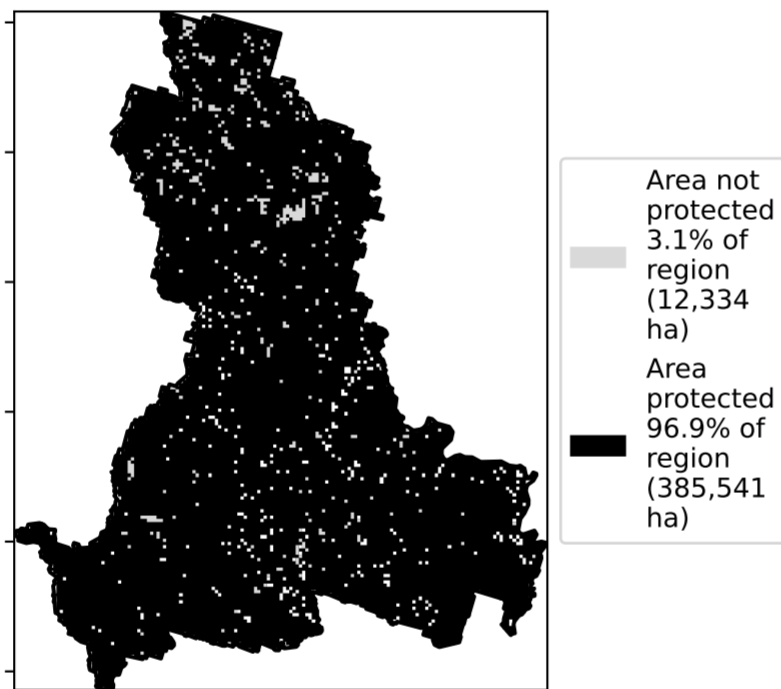 Area not
protected
3.1% of
region
(12,334
ha)
Area
protected
96.9% of
region
(385,541
ha)